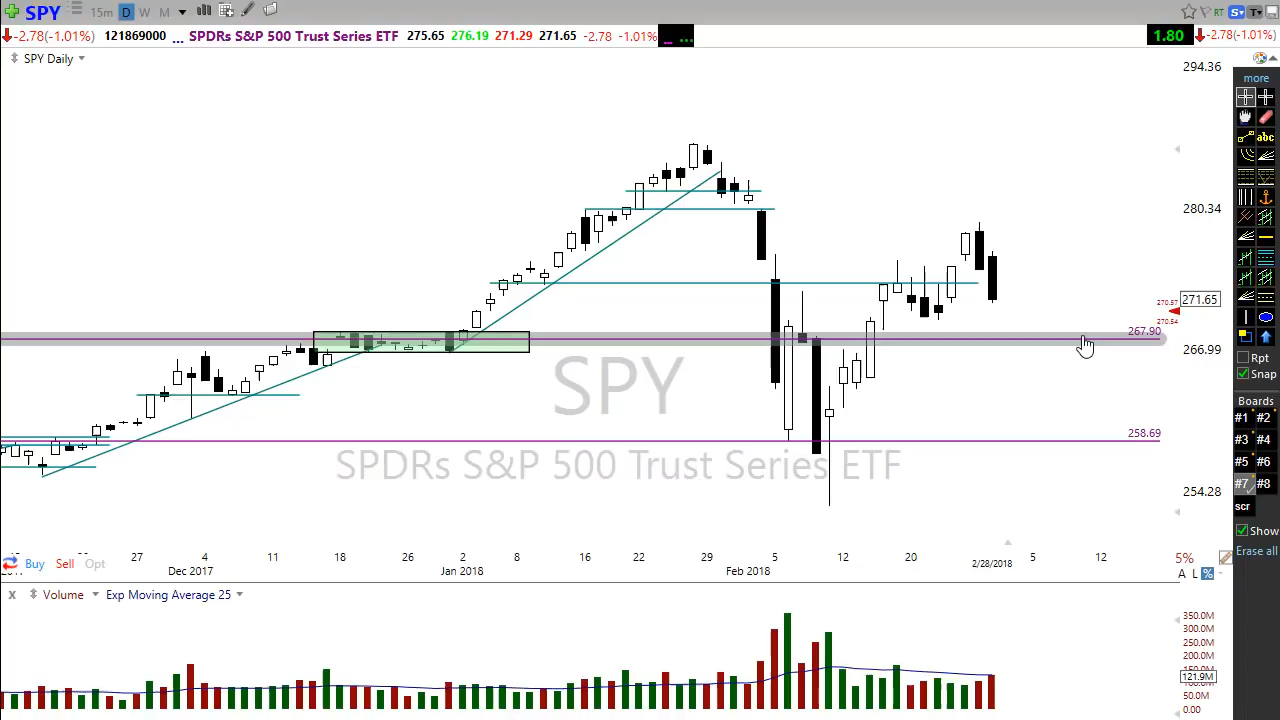 SPY 15m D W M RT S T
-2.78(-1.01%) 121869000 ... SPDRs S&P 500 Trust Series ETF 275.65 276.19 271.29 271.65 -2.78 -1.01% 1.80 -2.78(-1.01%)
SPY Daily
more
abc
294.36
280.34
270.57
271.65
270.54
267.90
266.99
SPY
258.69
SPDRs S&P 500 Trust Series ETF
254.28
Rpt
Snap
Boards
#1 #2
#3 #4
#5 #6
#7 #8
scr
Show
Erase all
27 4 11 18 26 2 8 16 22 29 5 12 20 5 12
Buy Sell Opt
Dec 2017 Jan 2018 Feb 2018 2/28/2018
5%
A L %
X Volume Exp Moving Average 25
350.0M
300.0M
250.0M
200.0M
121.9M
50.0M
0.00